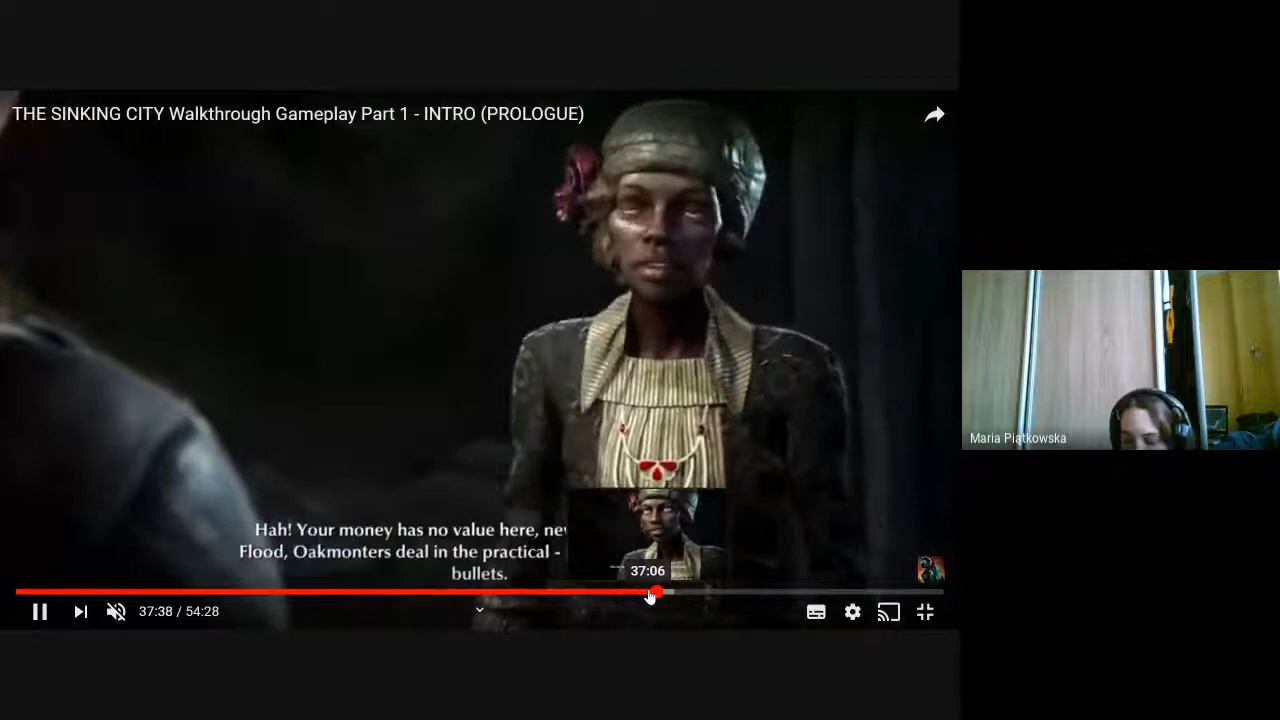 THE SINKING CITY Walkthrough Gameplay Part 1 - INTRO (PROLOGUE)
Maria Piątkowska
Hah! Your money has no value here,
Flood, Oakmonters deal in the practical -
bullets.
37:06
37:38 / 54:28